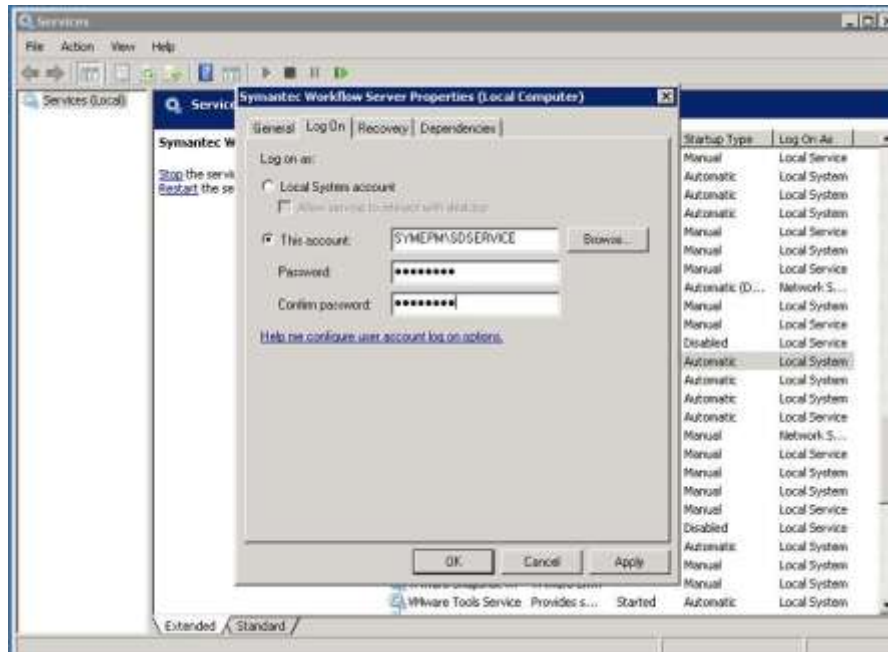 Services
File Action View Help
Services (Local)
Service
Symantec W
Stop the servi
Restart the se
Symantec Workflow Server Properties (Local Computer)
General Log On Recovery Dependencies
Log on as:
Local System account
Allow service to interact with desktop
This account: SYMEPM\SDSERVICE Browse...
Password:
Confirm password:
Help me configure user account log on options.
OK Cancel Apply
Startup Type Log On As
Manual Local Service
Automatic Local System
Automatic Local System
Automatic Local System
Manual Local Service
Manual Local System
Manual Local Service
Automatic (D... Network S...
Manual Local System
Manual Local Service
Disabled Local Service
Automatic Local System
Automatic Local System
Automatic Local System
Automatic Local Service
Manual Network S...
Manual Local Service
Manual Local System
Manual Local System
Manual Local Service
Disabled Local Service
Automatic Local System
Manual Local System
Manual Local System
VMware Tools Service Provides s... Started Automatic Local System
Extended Standard